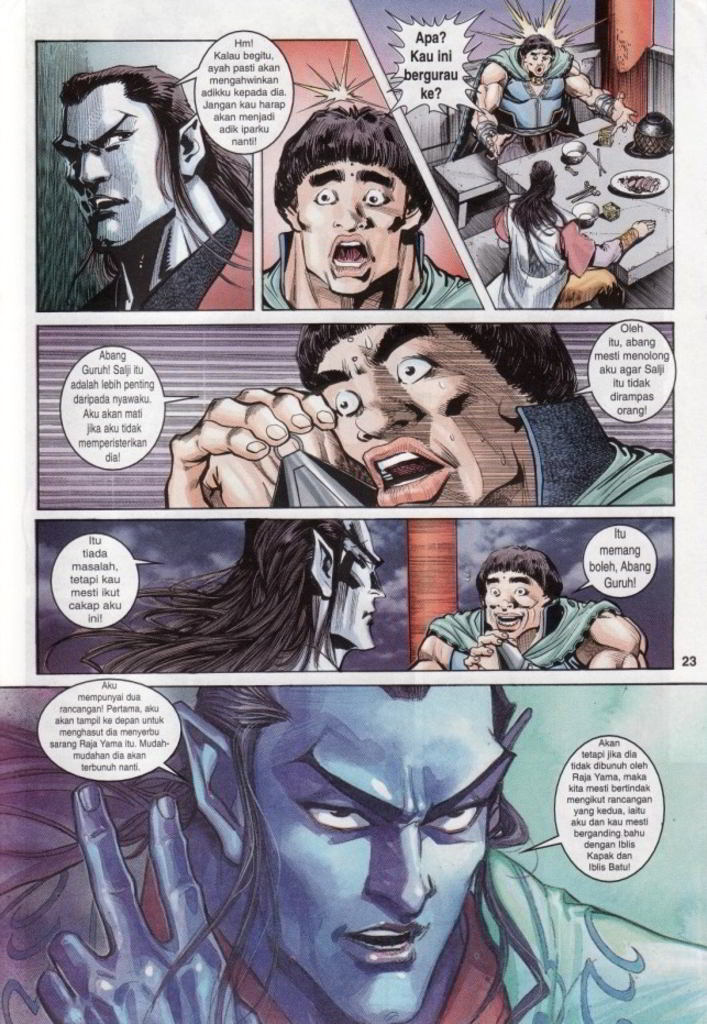 Hm!
Kalau begitu,
ayah pasti akan
mengahwinkan
adikku kepada dia.
Jangan kau harap
akan menjadi
adik iparku
nanti!
Apa?
Kau ini
bergurau
ke?
Abang
Guruh! Salji itu
adalah lebih penting
daripada nyawaku.
Aku akan mati
jika aku tidak
memperisterikan
dia!
Oleh
itu, abang
mesti menolong
aku agar Salji
itu tidak
dirampas
orang!
Itu
tiada
masalah,
tetapi kau
mesti ikut
cakap aku
ini!
Itu
memang
boleh, Abang
Guruh!
23
Aku
mempunyai dua
rancangan! Pertama, aku
akan tampil ke depan untuk
menghasut dia menyerbu
sarang Raja Yama itu. Mudah-
mudahan dia akan
terbunuh nanti.
Akan
tetapi jika dia
tidak dibunuh oleh
Raja Yama, maka
kita mesti bertindak
mengikut rancangan
yang kedua, iaitu
aku dan kau mesti
berganding bahu
dengan Iblis
Kapak dan
Iblis Batu!